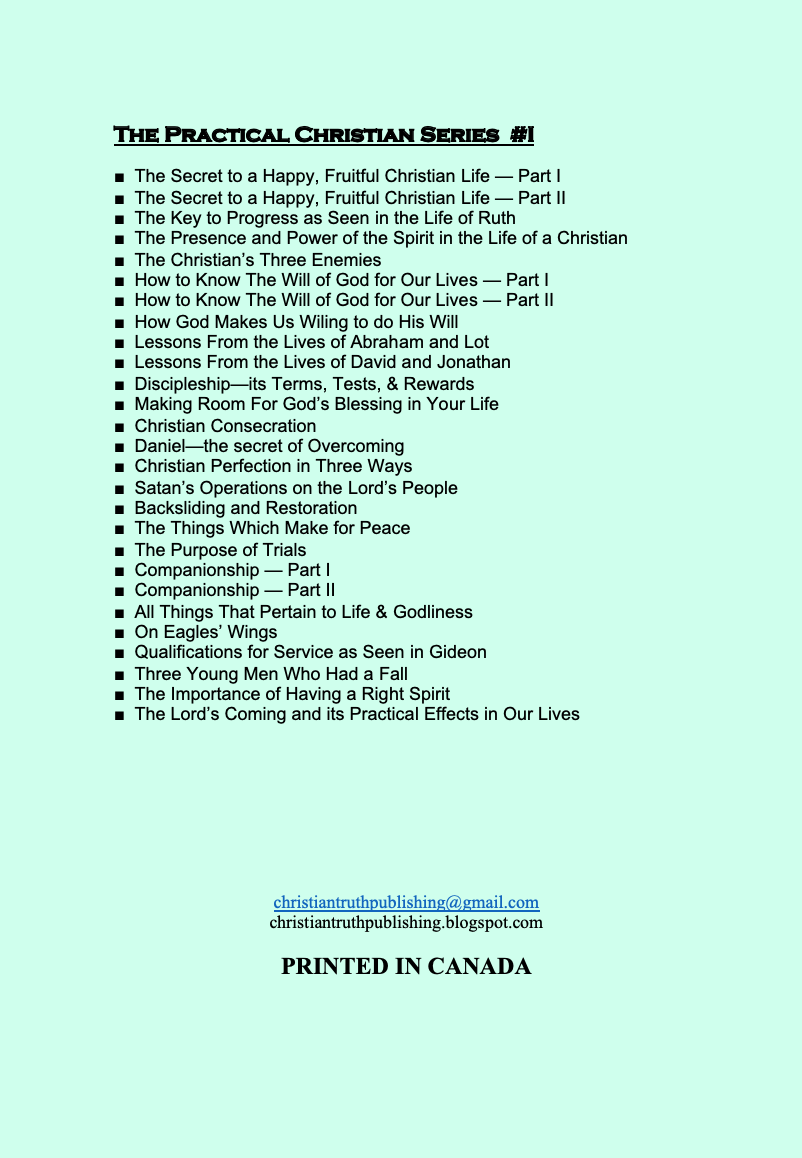 The Practical Christian Series #I
■ The Secret to a Happy, Fruitful Christian Life — Part I
■ The Secret to a Happy, Fruitful Christian Life — Part II
■ The Key to Progress as Seen in the Life of Ruth
■ The Presence and Power of the Spirit in the Life of a Christian
■ The Christian’s Three Enemies
■ How to Know The Will of God for Our Lives — Part I
■ How to Know The Will of God for Our Lives — Part II
■ How God Makes Us Wiling to do His Will
■ Lessons From the Lives of Abraham and Lot
■ Lessons From the Lives of David and Jonathan
■ Discipleship—its Terms, Tests, & Rewards
■ Making Room For God’s Blessing in Your Life
■ Christian Consecration
■ Daniel—the secret of Overcoming
■ Christian Perfection in Three Ways
■ Satan’s Operations on the Lord’s People
■ Backsliding and Restoration
■ The Things Which Make for Peace
■ The Purpose of Trials
■ Companionship — Part I
■ Companionship — Part II
■ All Things That Pertain to Life & Godliness
■ On Eagles’ Wings
■ Qualifications for Service as Seen in Gideon
■ Three Young Men Who Had a Fall
■ The Importance of Having a Right Spirit
■ The Lord’s Coming and its Practical Effects in Our Lives
christiantruthpublishing@gmail.com
christiantruthpublishing.blogspot.com
PRINTED IN CANADA